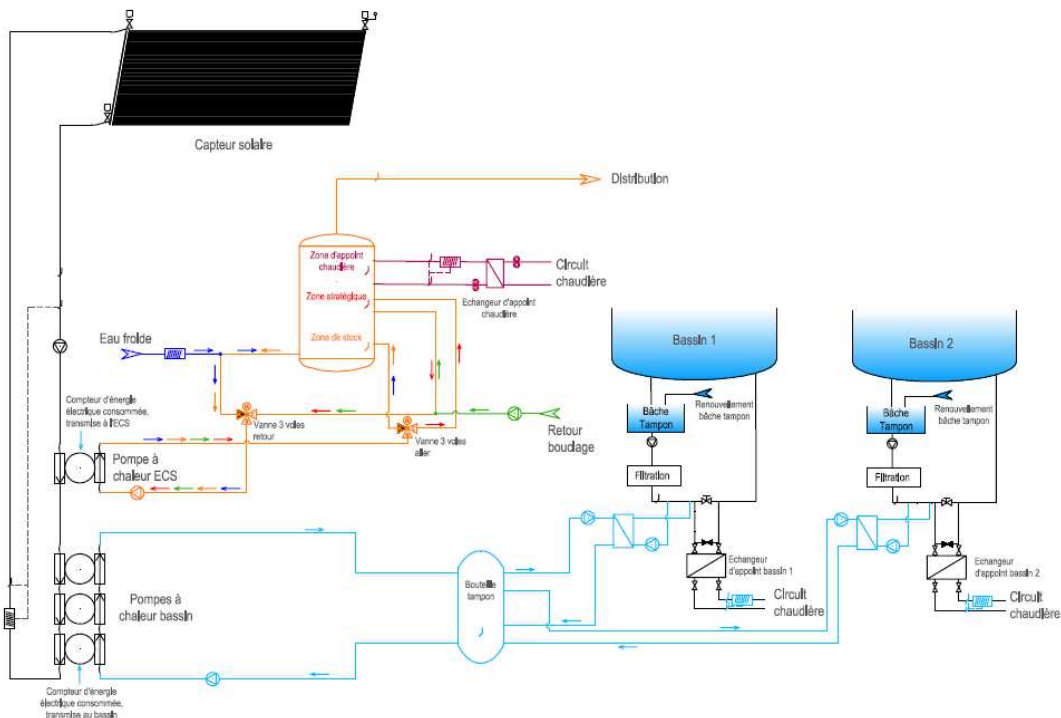 Capteur solaire
Distribution
Zone d'appoint
chaudière
Zone stratégique
Zone de stock
Circuit
chaudière
Echangeur d'appoint
chaudière
Eau froide
Compteur d'énergie
électrique consommée,
transmise à l'ECS
Vanne 3 voies
retour
Vanne 3 voies
aller
Retour
bouclage
Pompe à
chaleur ECS
Bassin 1
Bâche
Tampon
Renouvellement
bâche tampon
Filtration
Echangeur
d'appoint bassin 1
Circuit
chaudière
Bassin 2
Bâche
Tampon
Renouvellement
bâche tampon
Filtration
Echangeur
d'appoint bassin 2
Circuit
chaudière
Pompes à
chaleur bassin
Bouteille
tampon
Compteur d'énergie
électrique consommée,
transmise au bassin